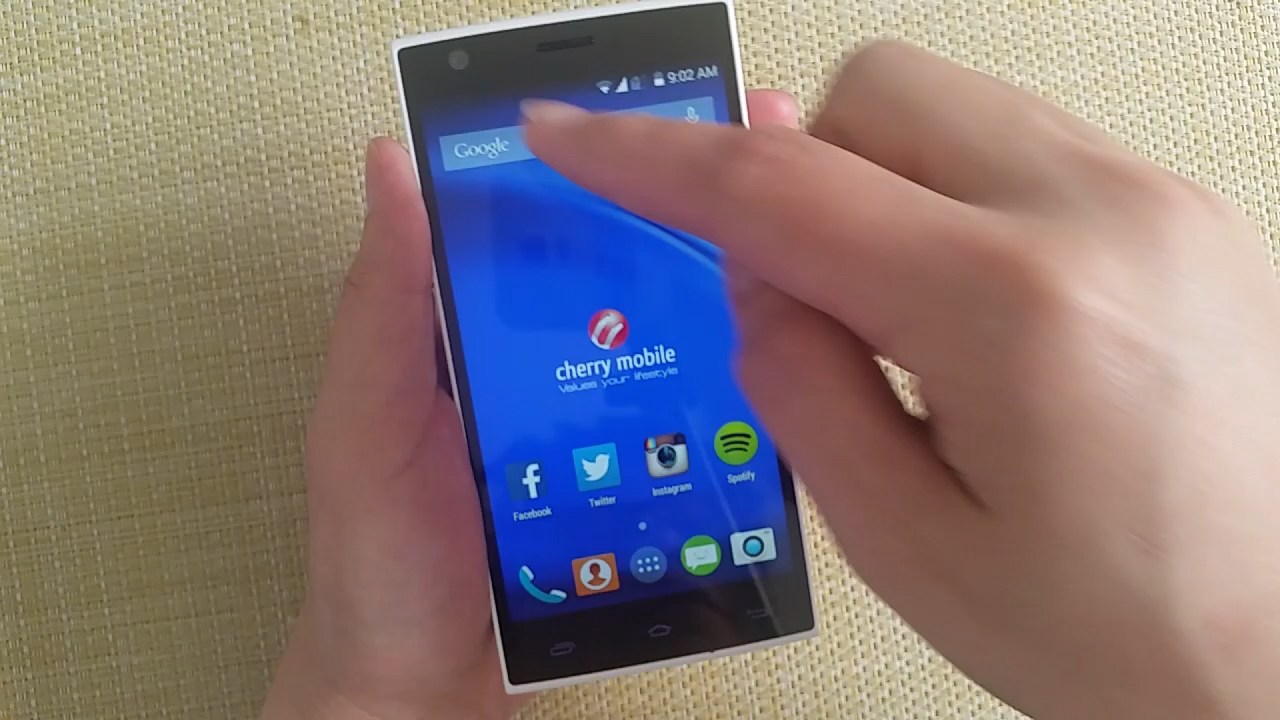 9:02 AM
Google
cherry mobile
Values your lifestyle
Facebook
Twitter
Instagram
Spotify